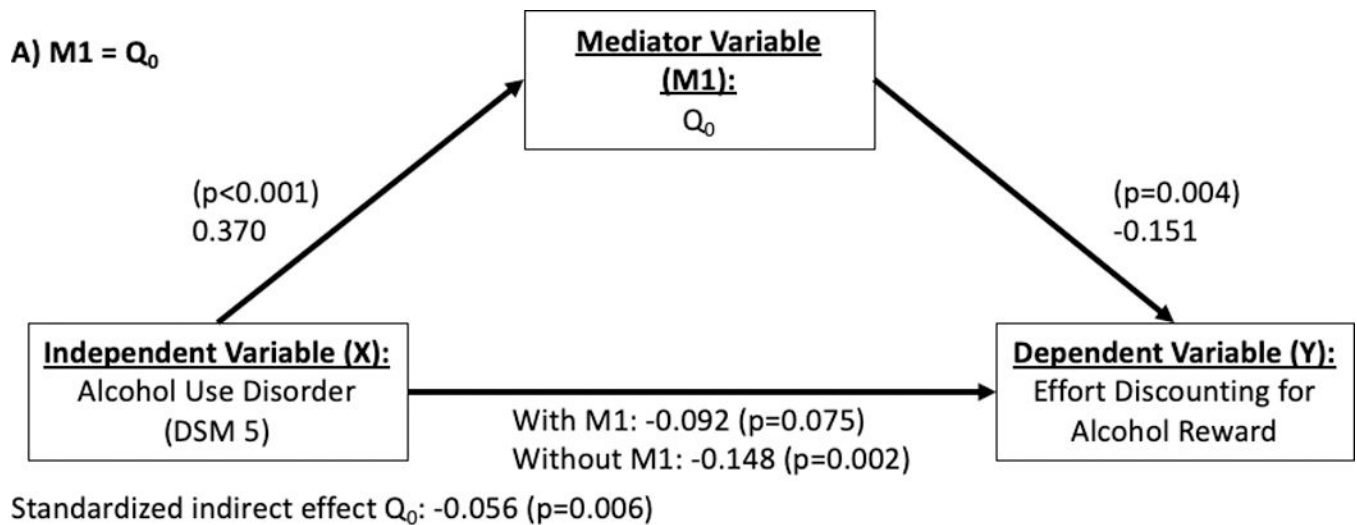 A) M1 = Q₀
Mediator Variable
(M1):
Q₀
(p<0.001)
0.370
(p=0.004)
-0.151
Independent Variable (X):
Alcohol Use Disorder
(DSM 5)
With M1: -0.092 (p=0.075)
Without M1: -0.148 (p=0.002)
Dependent Variable (Y):
Effort Discounting for
Alcohol Reward
Standardized indirect effect Q₀: -0.056 (p=0.006)